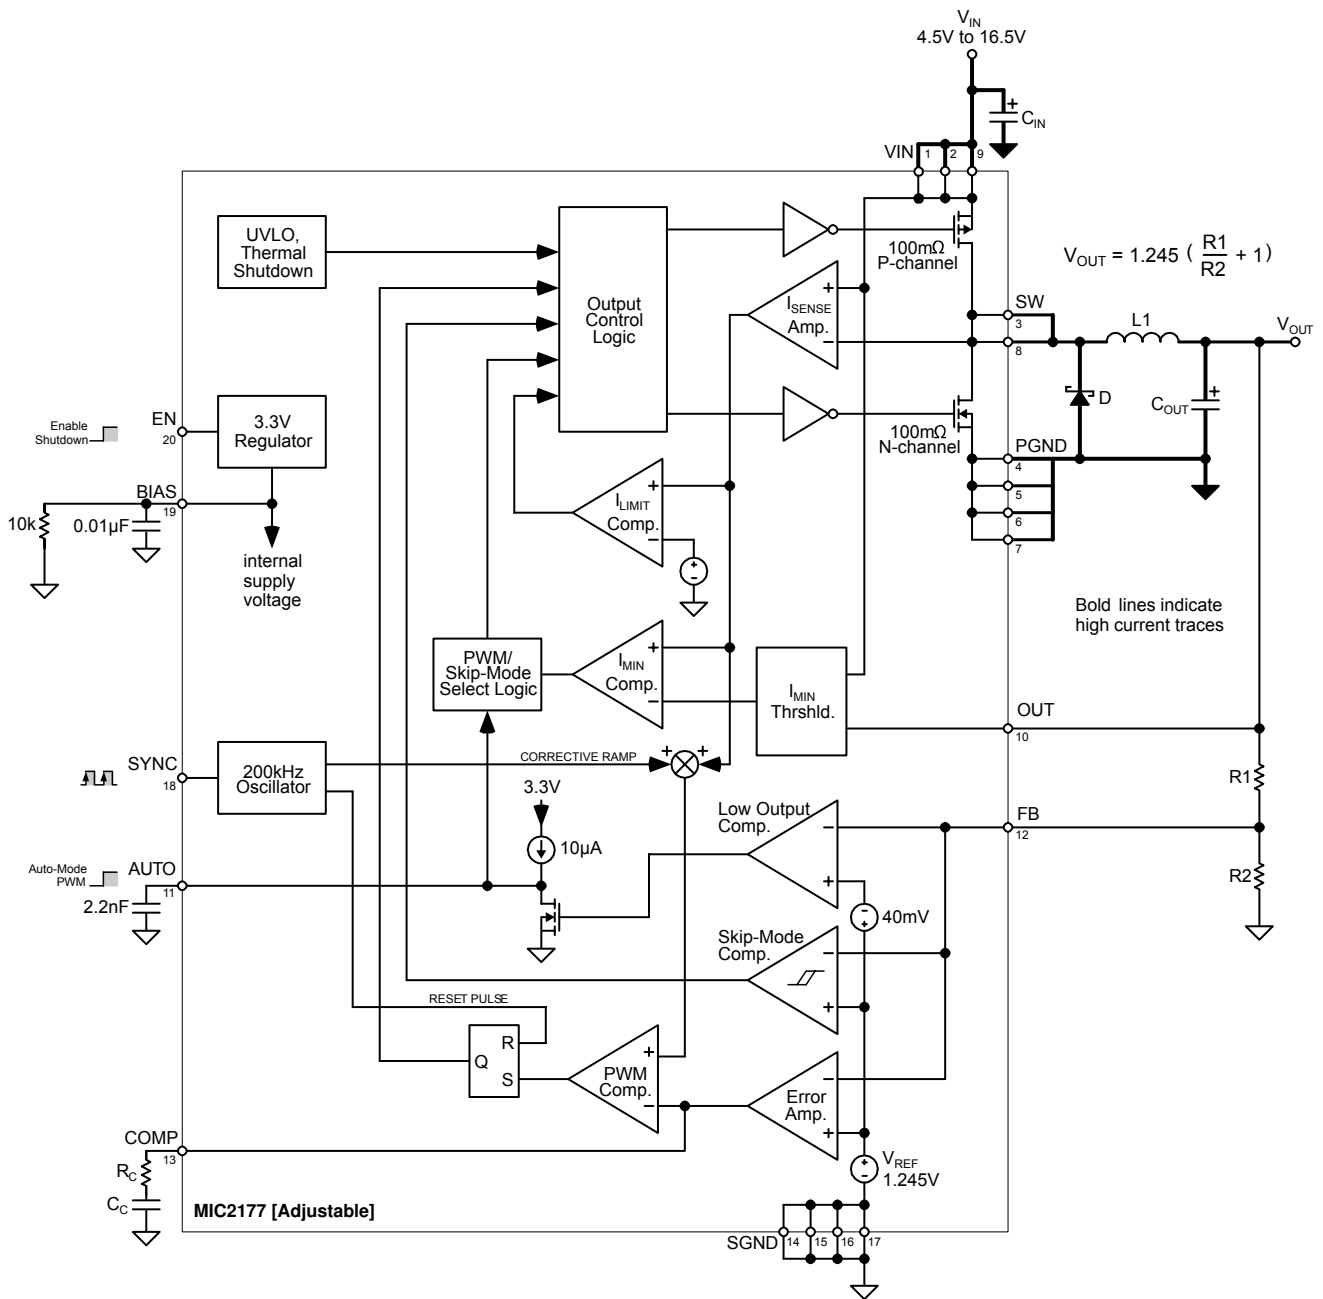 V_IN
4.5V to 16.5V
+
C_IN
VIN
1
2
9
UVLO,
Thermal
Shutdown
Output
Control
Logic
100mΩ
P-channel
V_OUT = 1.245 ( R1 / R2 + 1 )
+
I_SENSE
Amp.
−
SW
3
8
L1
V_OUT
D
+
C_OUT
EN
20
Enable
Shutdown
3.3V
Regulator
100mΩ
N-channel
PGND
4
5
6
7
BIAS
19
10k
0.01µF
internal
supply
voltage
+
I_LIMIT
Comp.
−
+
−
Bold lines indicate
high current traces
PWM/
Skip-Mode
Select Logic
+
I_MIN
Comp.
−
I_MIN
Thrshld.
OUT
10
SYNC
18
200kHz
Oscillator
CORRECTIVE RAMP
+
+
R1
3.3V
10µA
Low Output
Comp.
−
+
FB
12
Auto-Mode
PWM
AUTO
11
2.2nF
R2
−
+
40mV
Skip-Mode
Comp.
−
+
RESET PULSE
R
Q
S
+
PWM
Comp.
−
−
Error
Amp.
+
COMP
13
R_C
C_C
+
−
V_REF
1.245V
MIC2177 [Adjustable]
SGND
14
15
16
17